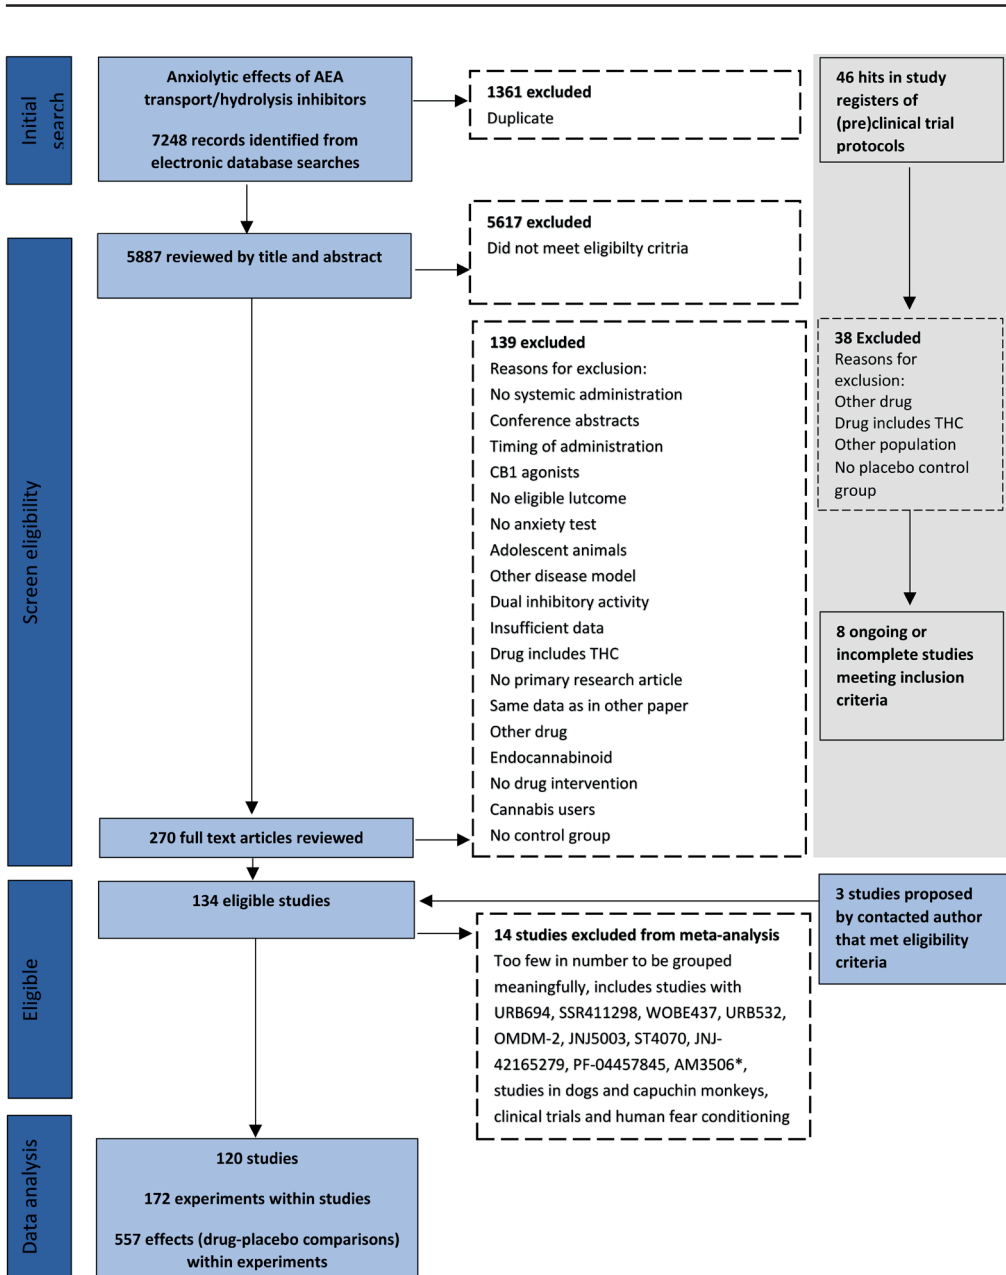 Initial
search
Anxiolytic effects of AEA
transport/hydrolysis inhibitors
7248 records identified from
electronic database searches
1361 excluded
Duplicate
46 hits in study
registers of
(pre)clinical trial
protocols
Screen eligibility
5887 reviewed by title and abstract
5617 excluded
Did not meet eligibilty critria
139 excluded
Reasons for exclusion:
No systemic administration
Conference abstracts
Timing of administration
CB1 agonists
No eligible lutcome
No anxiety test
Adolescent animals
Other disease model
Dual inhibitory activity
Insufficient data
Drug includes THC
No primary research article
Same data as in other paper
Other drug
Endocannabinoid
No drug intervention
Cannabis users
No control group
38 Excluded
Reasons for
exclusion:
Other drug
Drug includes THC
Other population
No placebo control
group
8 ongoing or
incomplete studies
meeting inclusion
criteria
270 full text articles reviewed
Eligible
134 eligible studies
3 studies proposed
by contacted author
that met eligibility
criteria
14 studies excluded from meta-analysis
Too few in number to be grouped
meaningfully, includes studies with
URB694, SSR411298, WOBE437, URB532,
OMDM-2, JNJ5003, ST4070, JNJ-
42165279, PF-04457845, AM3506*,
studies in dogs and capuchin monkeys,
clinical trials and human fear conditioning
Data analysis
120 studies
172 experiments within studies
557 effects (drug-placebo comparisons)
within experiments